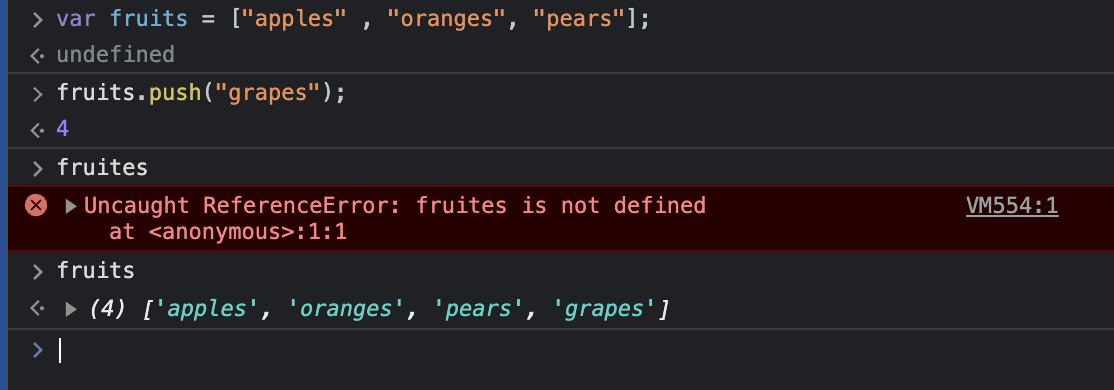 > var fruits = ["apples" , "oranges", "pears"];
undefined
> fruits.push("grapes");
4
> fruites
Uncaught ReferenceError: fruites is not defined VM554:1
at <anonymous>:1:1
> fruits
(4) ['apples', 'oranges', 'pears', 'grapes']
>